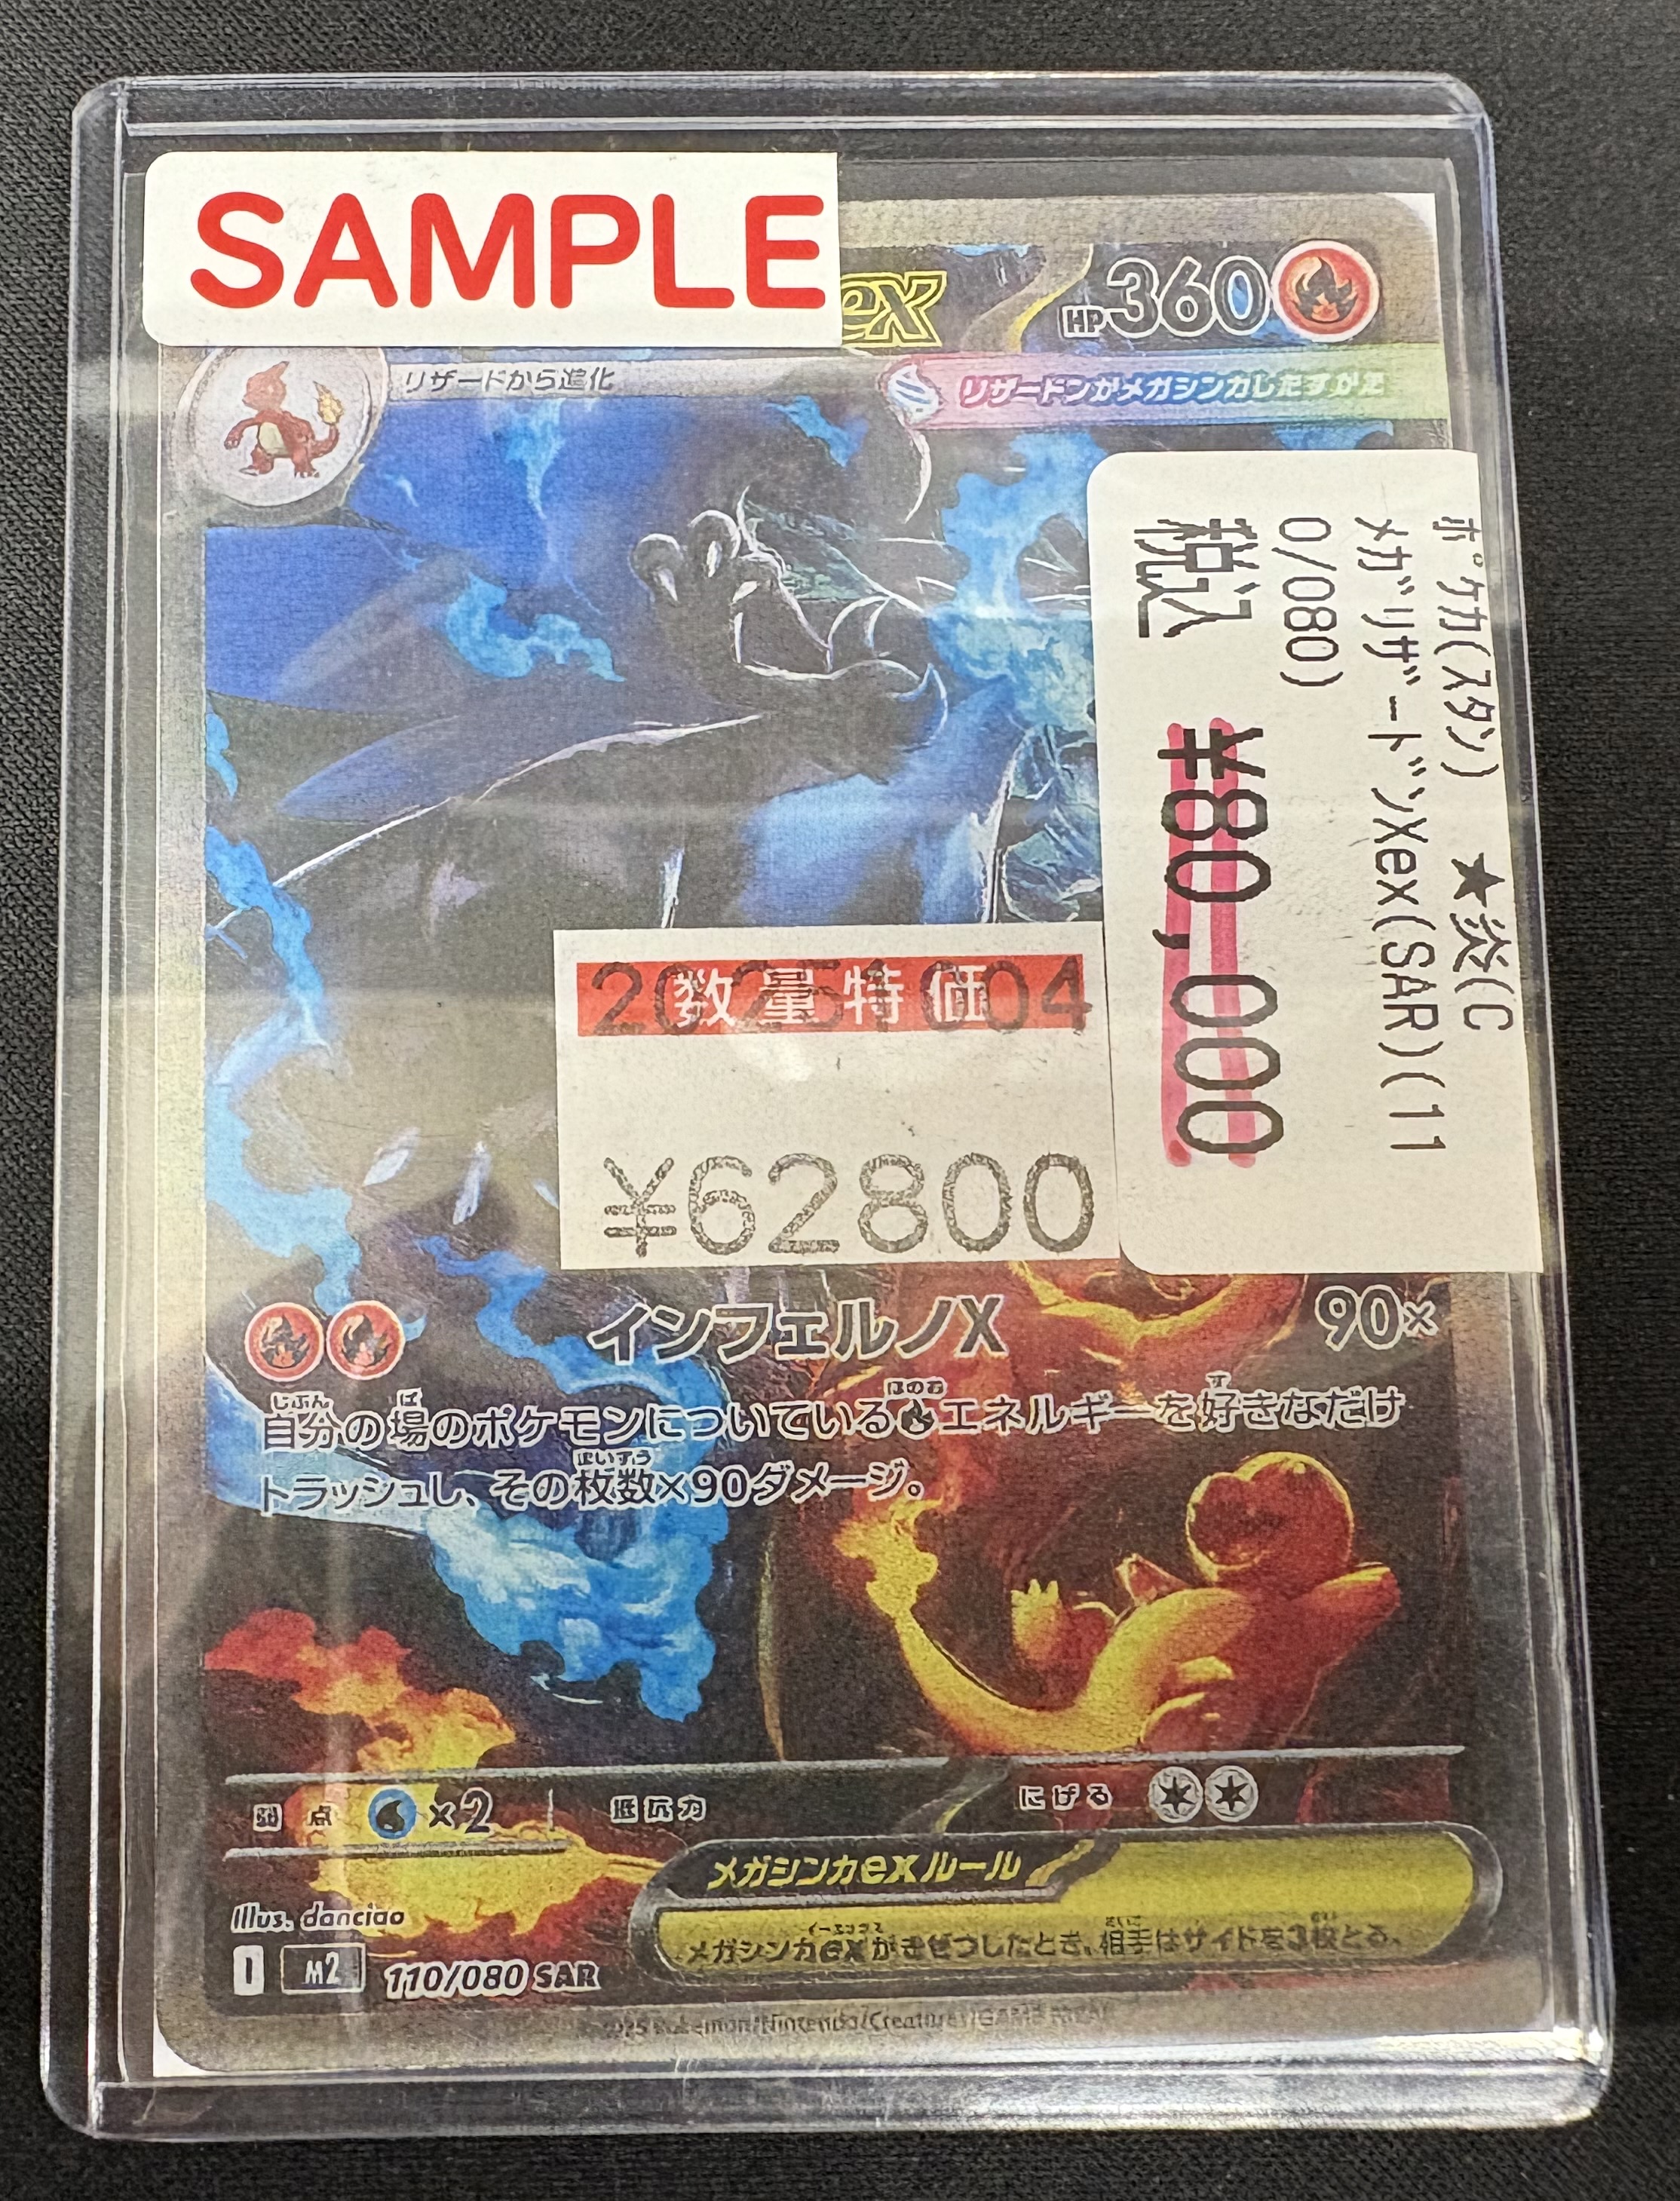 SAMPLE
ex
HP360
リザードから進化
リザードンがメガシンカしたすがた
ポケカ(スタン) ★炎(C
メガリザードンXex(SAR)(11
0/080)
税込 ¥80,000
20251004
数量特価
¥62800
インフェルノX 90×
自分の場のポケモンについているエネルギーを好きなだけ
トラッシュし、その枚数×90ダメージ。
弱点 ×2 抵抗力 にげる
メガシンカexルール
メガシンカexがきぜつしたとき、相手はサイドを3枚とる。
Illus. danciao
I M2 110/080 SAR